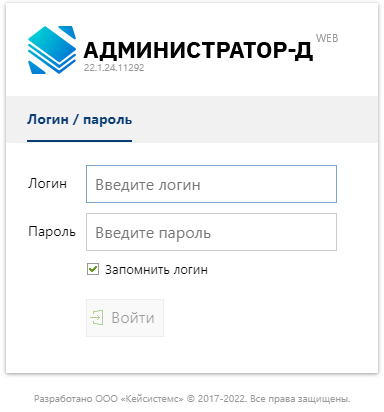 АДМИНИСТРАТОР-Д WEB
22.1.24.11292
Логин / пароль
Логин Введите логин
Пароль Введите пароль
Запомнить логин
Войти
Разработано ООО «Кейсистемс» © 2017-2022. Все права защищены.